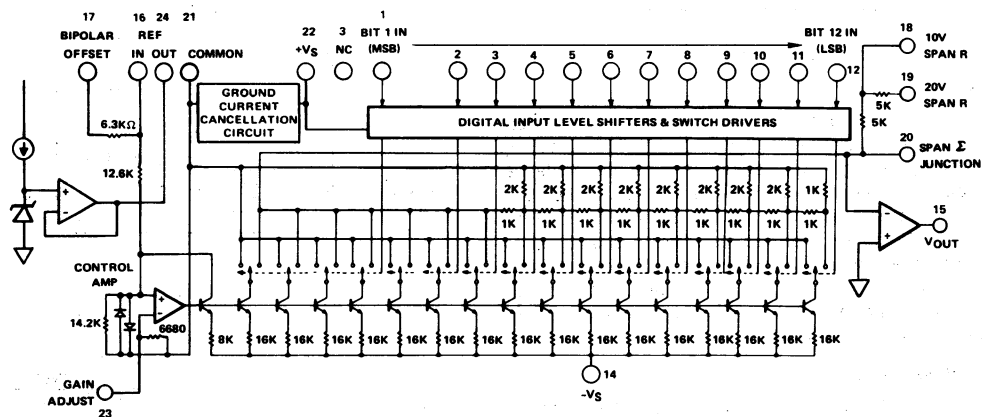 17 16 24 21
BIPOLAR REF
OFFSET IN OUT COMMON
22 3 1
+VS NC BIT 1 IN BIT 12 IN
(MSB) (LSB)
2 3 4 5 6 7 8 9 10 11 12
18
10V
SPAN R
19
20V
SPAN R
5K
5K
20
SPAN Σ
JUNCTION
GROUND
CURRENT
CANCELLATION
CIRCUIT
DIGITAL INPUT LEVEL SHIFTERS & SWITCH DRIVERS
6.3KΩ
12.6K
2K 2K 2K 2K 2K 2K 2K 1K
1K 1K 1K 1K 1K 1K 1K 1K
+
-
-
+
15
VOUT
CONTROL
AMP
+
-
14.2K
6680
8K 16K 16K 16K 16K 16K 16K 16K 16K 16K 16K 16K 16K 16K 16K 16K
14
-VS
GAIN
ADJUST
23